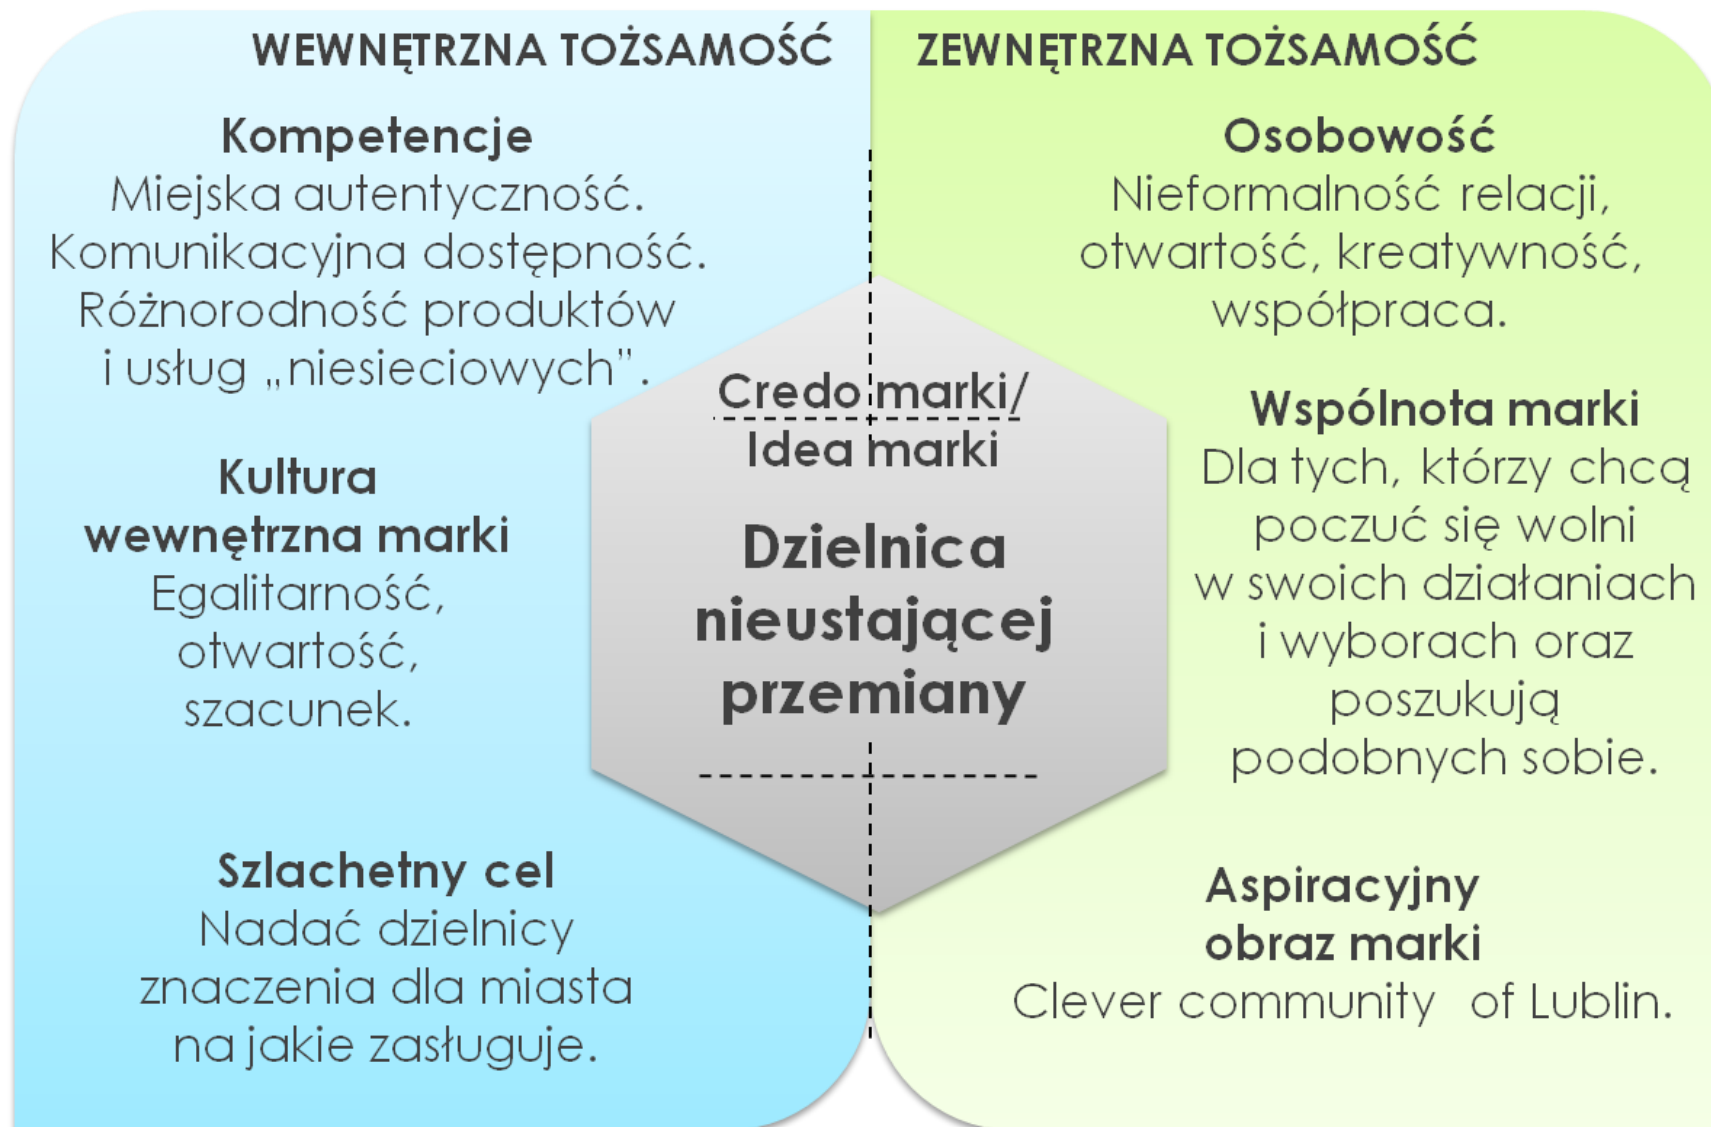 WEWNĘTRZNA TOŻSAMOŚĆ
Kompetencje
Miejska autentyczność.
Komunikacyjna dostępność.
Różnorodność produktów
i usług „niesieciowych”.
Kultura
wewnętrzna marki
Egalitarność,
otwartość,
szacunek.
Szlachetny cel
Nadać dzielnicy
znaczenia dla miasta
na jakie zasługuje.
Credo marki/
Idea marki
Dzielnica
nieustającej
przemiany
ZEWNĘTRZNA TOŻSAMOŚĆ
Osobowość
Nieformalność relacji,
otwartość, kreatywność,
współpraca.
Wspólnota marki
Dla tych, którzy chcą
poczuć się wolni
w swoich działaniach
i wyborach oraz
poszukują
podobnych sobie.
Aspiracyjny
obraz marki
Clever community of Lublin.